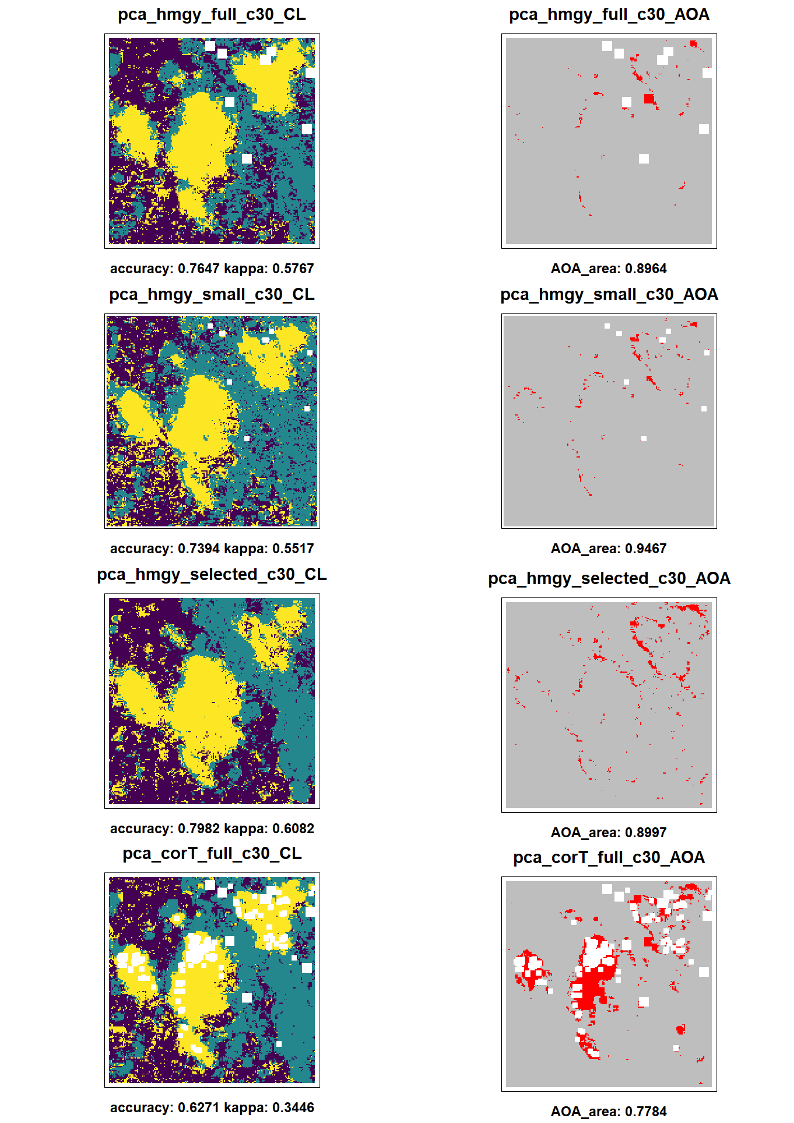 pca_hmgy_full_c30_CL
pca_hmgy_full_c30_AOA
accuracy: 0.7647 kappa: 0.5767
AOA_area: 0.8964
pca_hmgy_small_c30_CL
pca_hmgy_small_c30_AOA
accuracy: 0.7394 kappa: 0.5517
AOA_area: 0.9467
pca_hmgy_selected_c30_CL
pca_hmgy_selected_c30_AOA
accuracy: 0.7982 kappa: 0.6082
AOA_area: 0.8997
pca_corT_full_c30_CL
pca_corT_full_c30_AOA
accuracy: 0.6271 kappa: 0.3446
AOA_area: 0.7784